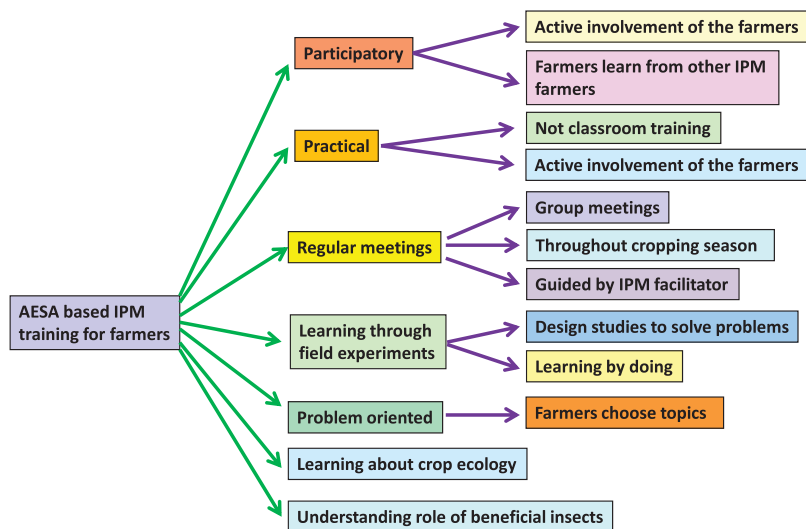 Active involvement of the farmers
Participatory
Farmers learn from other IPM
farmers
Not classroom training
Practical
Active involvement of the farmers
Group meetings
Regular meetings
Throughout cropping season
Guided by IPM facilitator
AESA based IPM
training for farmers
Learning through
field experiments
Design studies to solve problems
Learning by doing
Problem oriented
Farmers choose topics
Learning about crop ecology
Understanding role of beneficial insects